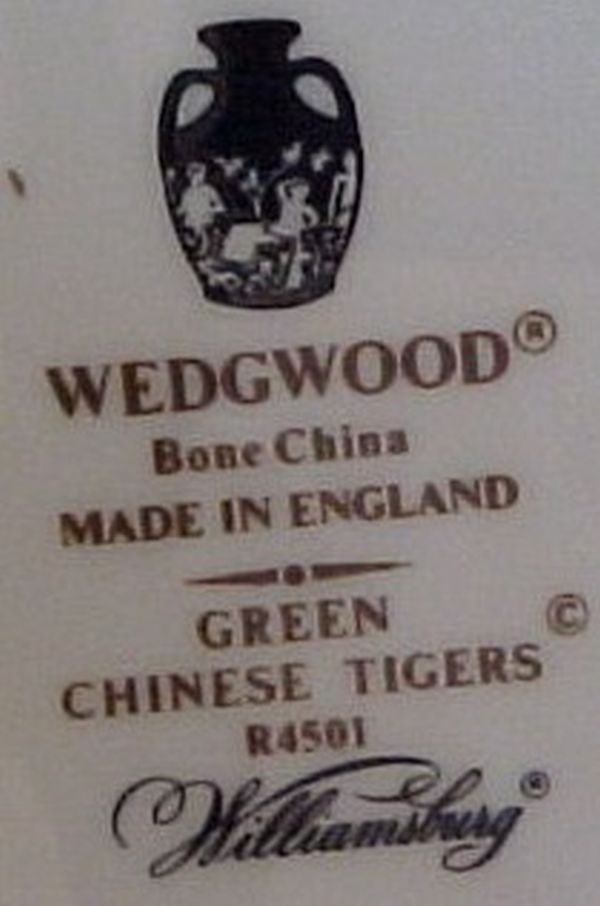 WEDGWOOD®
Bone China
MADE IN ENGLAND
GREEN ©
CHINESE TIGERS
R4501
Williamsburg®